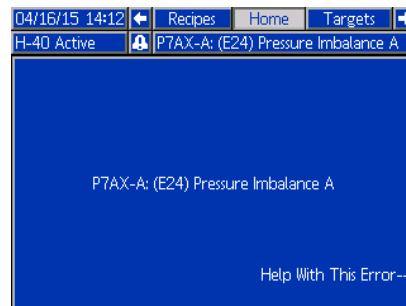 04/16/15 14:12 Recipes Home Targets
H-40 Active P7AX-A: (E24) Pressure Imbalance A
P7AX-A: (E24) Pressure Imbalance A
Help With This Error--